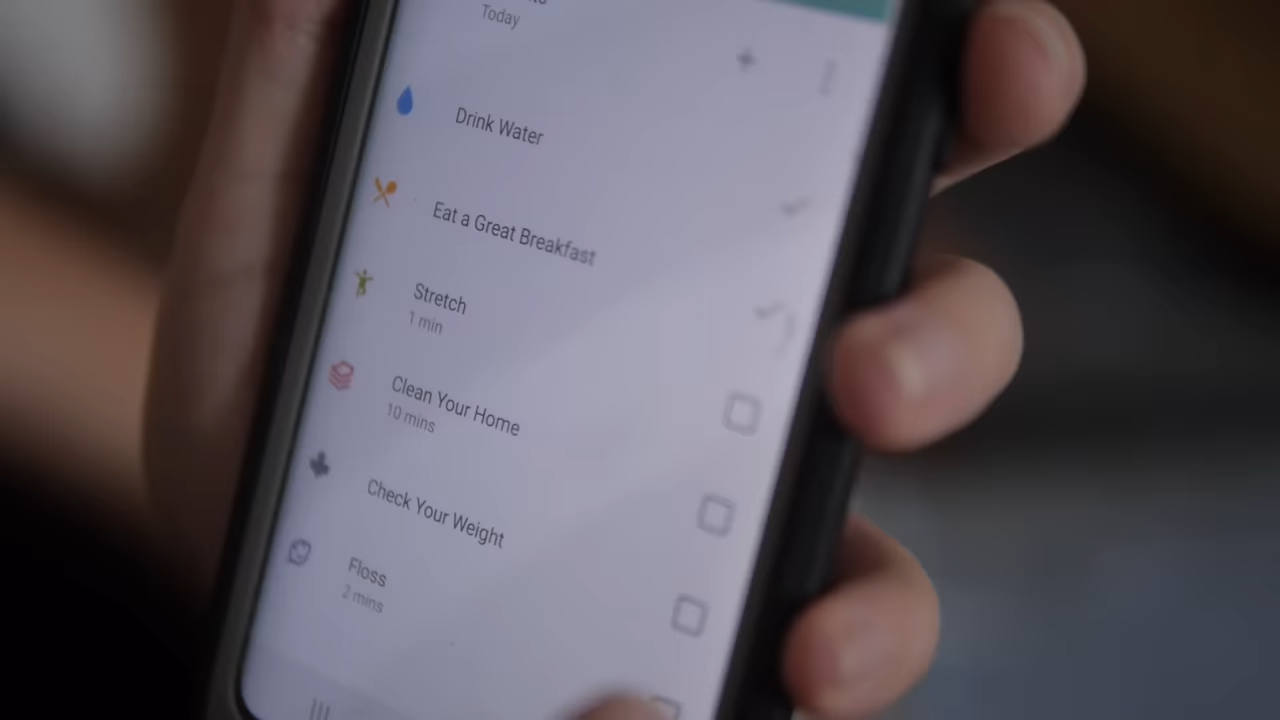 Today
Drink Water
Eat a Great Breakfast
Stretch
1 min
Clean Your Home
10 mins
Check Your Weight
Floss
2 mins